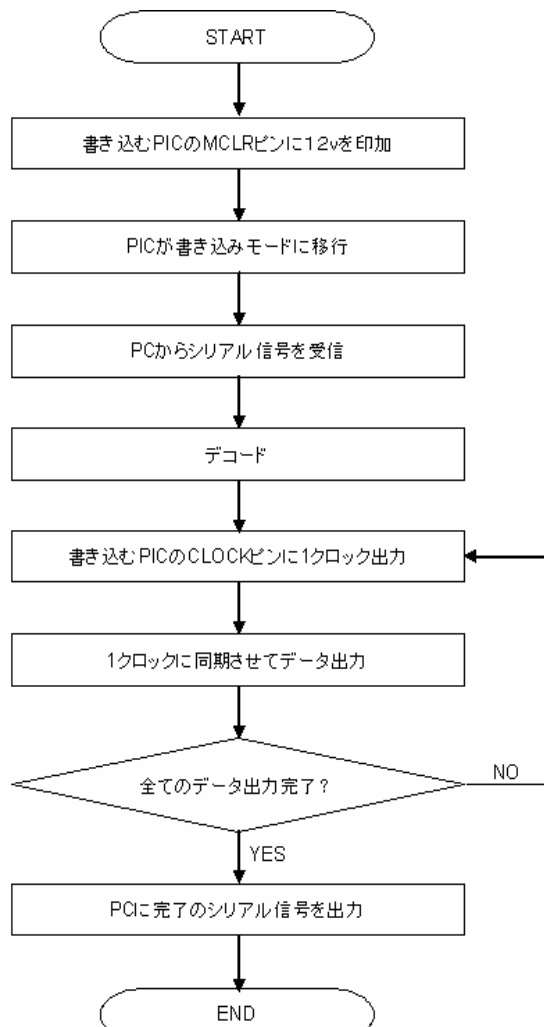 START
書き込むPICのMCLRピンに12vを印加
PICが書き込みモードに移行
PCからシリアル信号を受信
デコード
書き込むPICのCLOCKピンに1クロック出力
1クロックに同期させてデータ出力
全てのデータ出力完了?
NO
YES
PCに完了のシリアル信号を出力
END